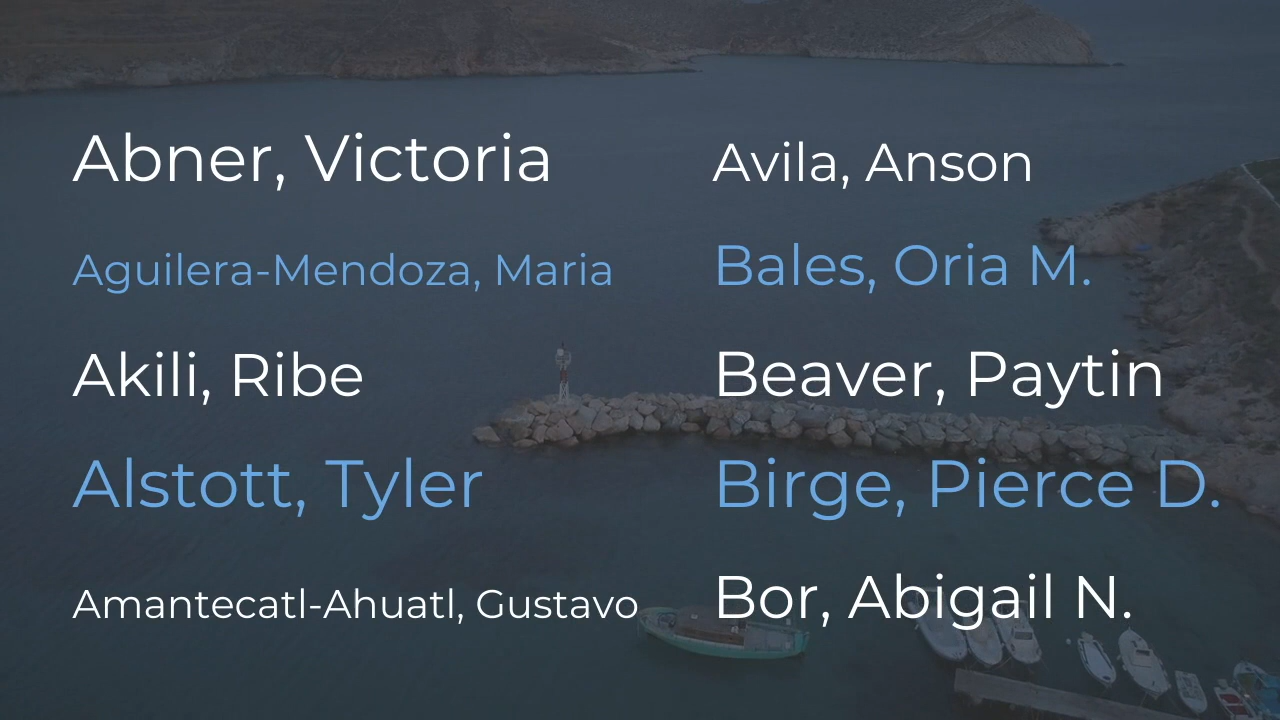 Abner, Victoria
Aguilera-Mendoza, Maria
Akili, Ribe
Alstott, Tyler
Amantecatl-Ahuatl, Gustavo
Avila, Anson
Bales, Oria M.
Beaver, Paytin
Birge, Pierce D.
Bor, Abigail N.